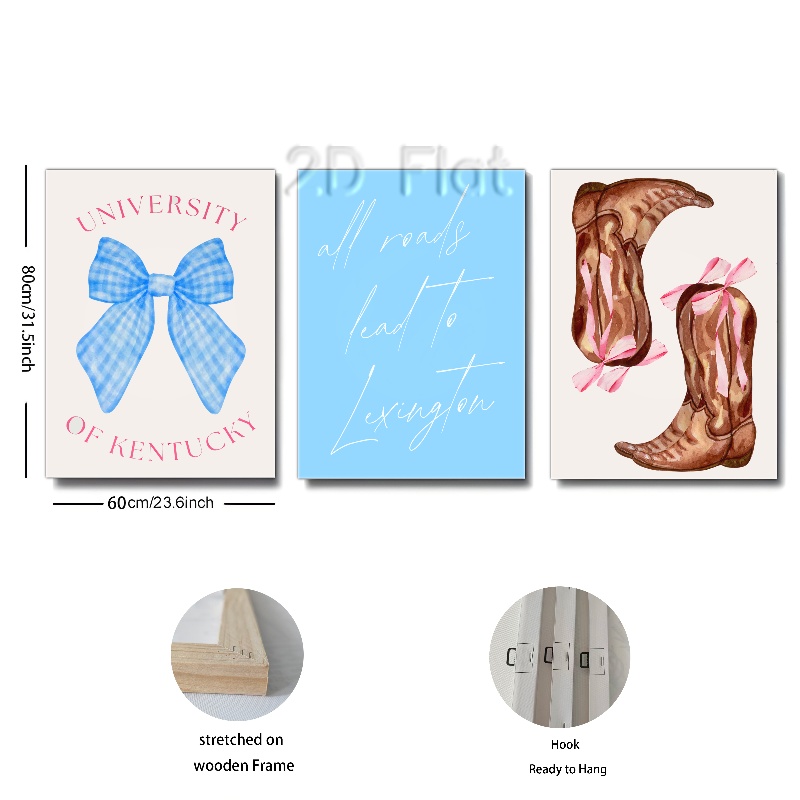 2.D Flat
UNIVERSITY
OF KENTUCKY
all roads
lead to
Lexington
80cm/31.5inch
60cm/23.6inch
stretched on
wooden Frame
Hook
Ready to Hang